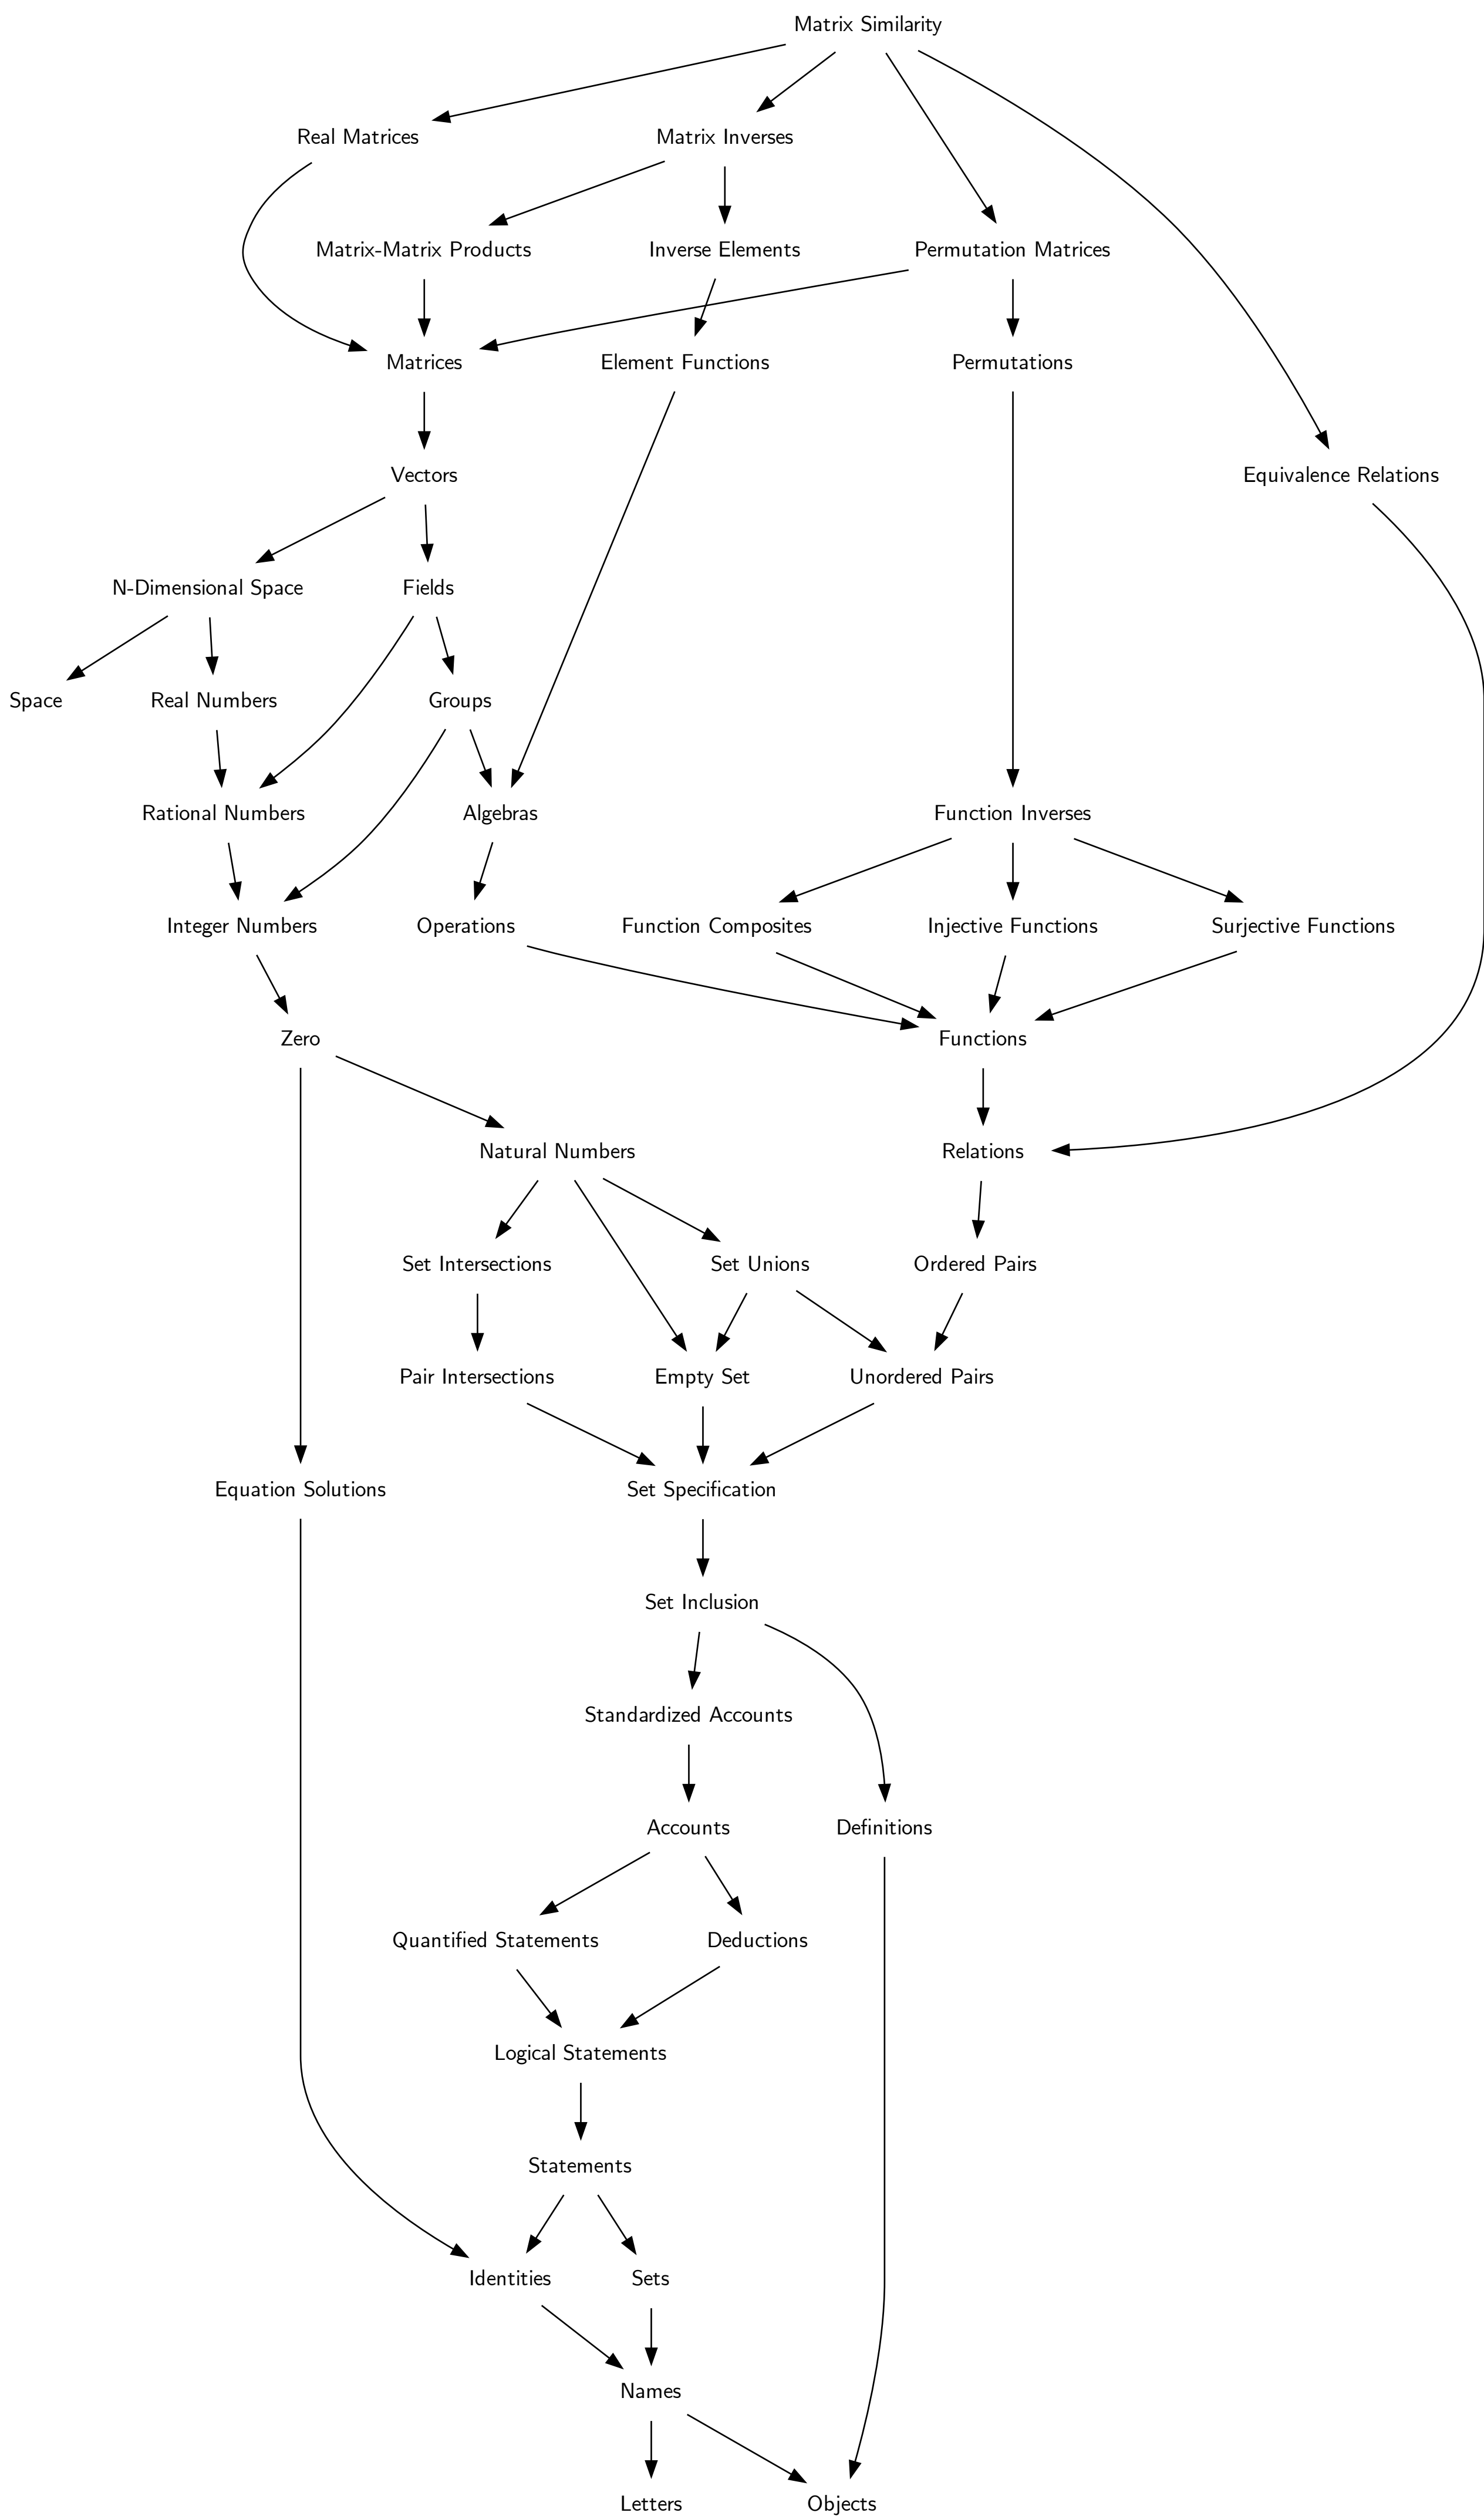 Matrix Similarity
Real Matrices
Matrix Inverses
Matrix-Matrix Products
Inverse Elements
Permutation Matrices
Matrices
Element Functions
Permutations
Vectors
Equivalence Relations
N-Dimensional Space
Fields
Space
Real Numbers
Groups
Rational Numbers
Algebras
Function Inverses
Integer Numbers
Operations
Function Composites
Injective Functions
Surjective Functions
Zero
Functions
Natural Numbers
Relations
Set Intersections
Set Unions
Ordered Pairs
Pair Intersections
Empty Set
Unordered Pairs
Equation Solutions
Set Specification
Set Inclusion
Standardized Accounts
Accounts
Definitions
Quantified Statements
Deductions
Logical Statements
Statements
Identities
Sets
Names
Letters
Objects